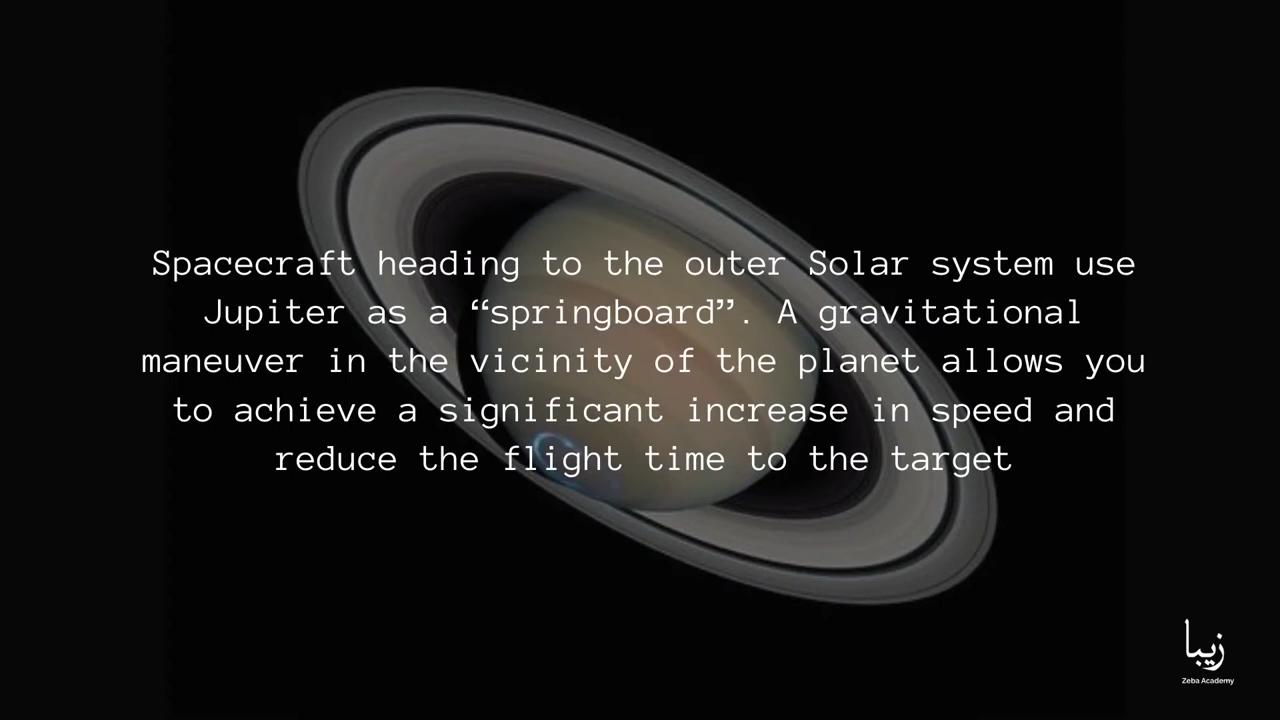 Spacecraft heading to the outer Solar system use
Jupiter as a “springboard”. A gravitational
maneuver in the vicinity of the planet allows you
to achieve a significant increase in speed and
reduce the flight time to the target
زیبا
Zeba Academy